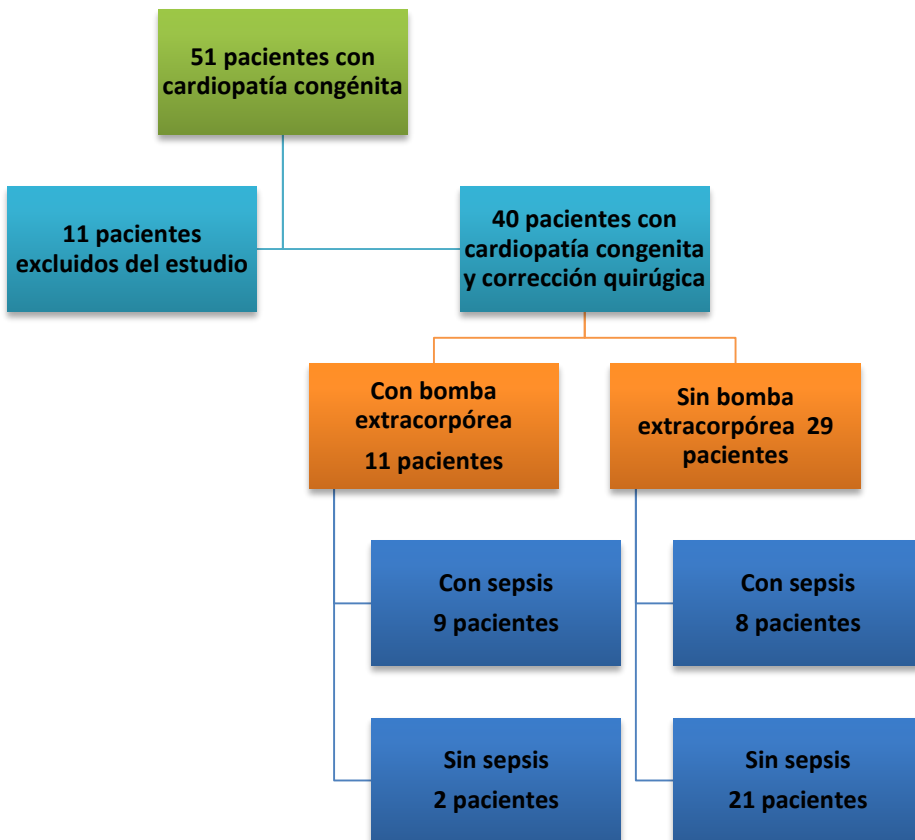 51 pacientes con
cardiopatía congénita
11 pacientes
excluidos del estudio
40 pacientes con
cardiopatía congenita
y corrección quirúgica
Con bomba
extracorpórea
11 pacientes
Sin bomba
extracorpórea 29
pacientes
Con sepsis
9 pacientes
Con sepsis
8 pacientes
Sin sepsis
2 pacientes
Sin sepsis
21 pacientes